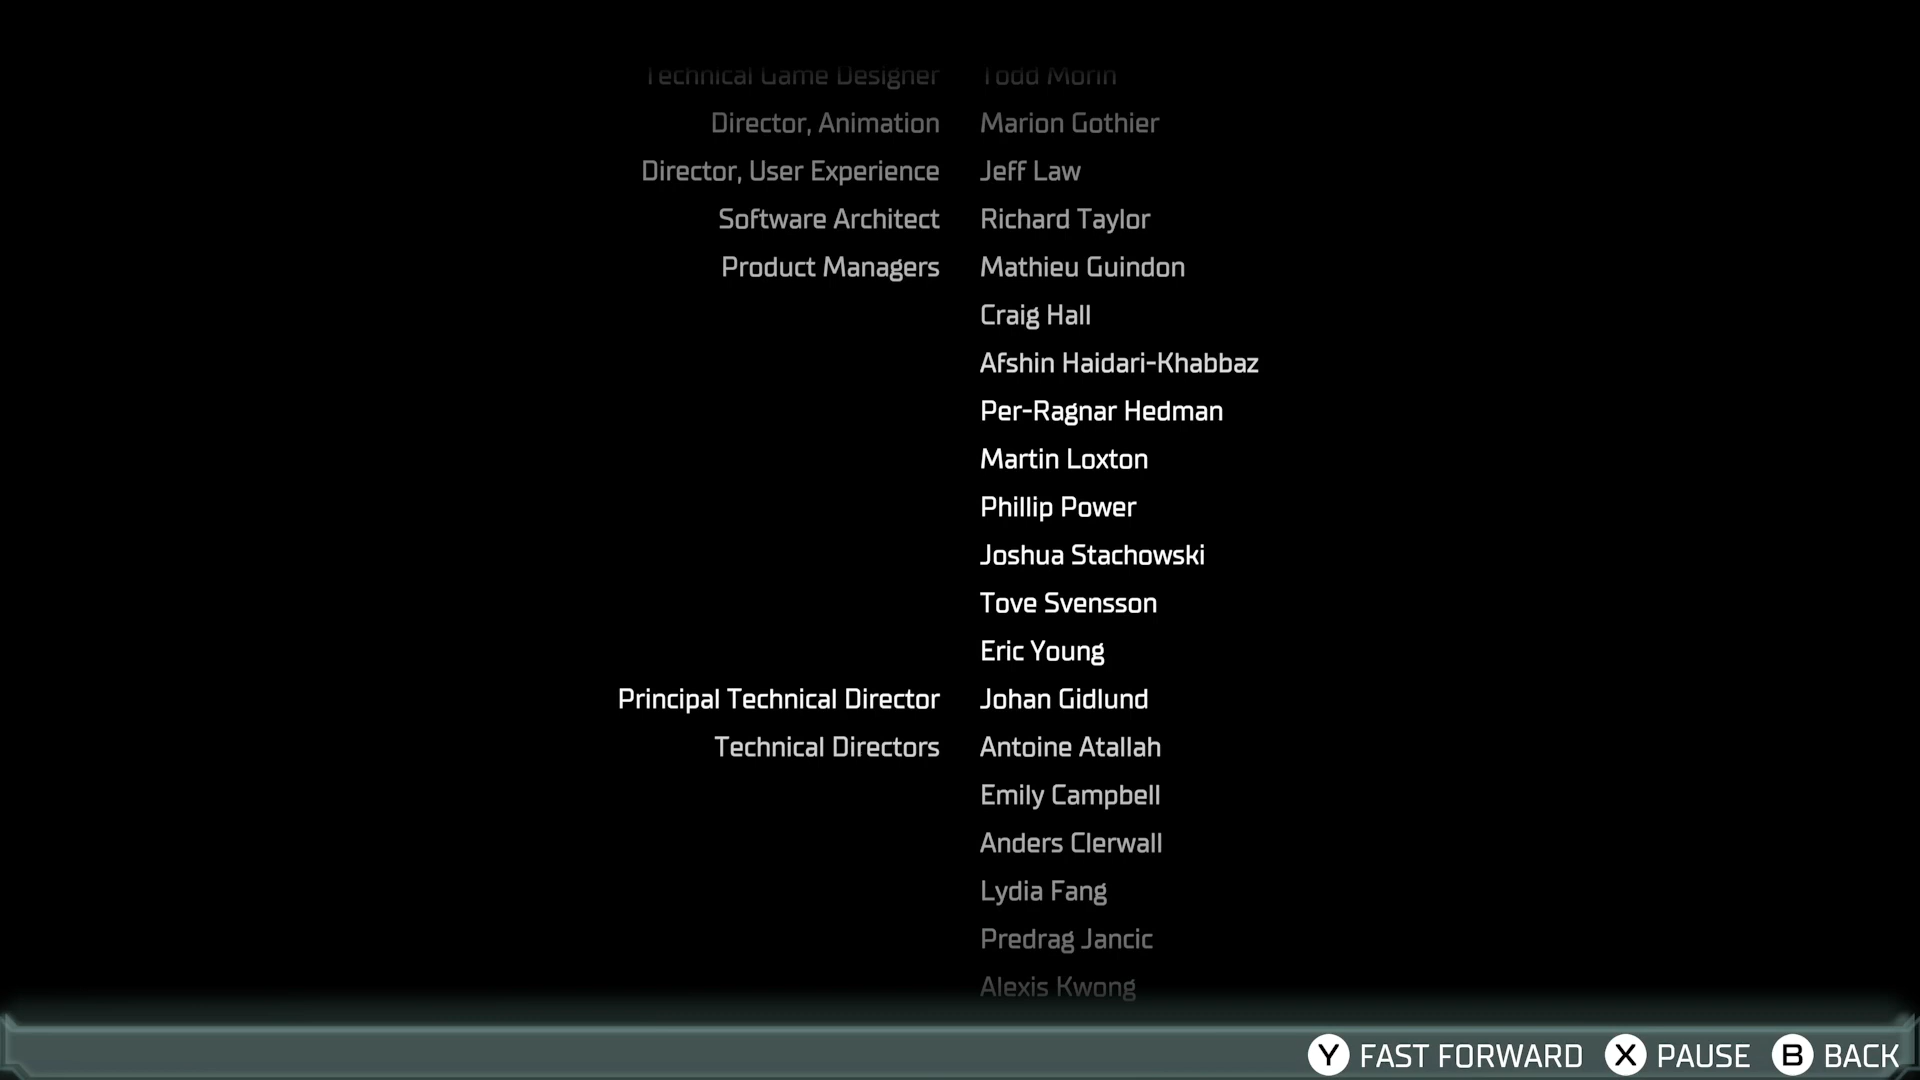 Technical Game Designer Todd Morin
Director, Animation Marion Gothier
Director, User Experience Jeff Law
Software Architect Richard Taylor
Product Managers Mathieu Guindon
Craig Hall
Afshin Haidari-Khabbaz
Per-Ragnar Hedman
Martin Loxton
Phillip Power
Joshua Stachowski
Tove Svensson
Eric Young
Principal Technical Director Johan Gidlund
Technical Directors Antoine Atallah
Emily Campbell
Anders Clerwall
Lydia Fang
Predrag Jancic
Alexis Kwong
Y FAST FORWARD X PAUSE B BACK